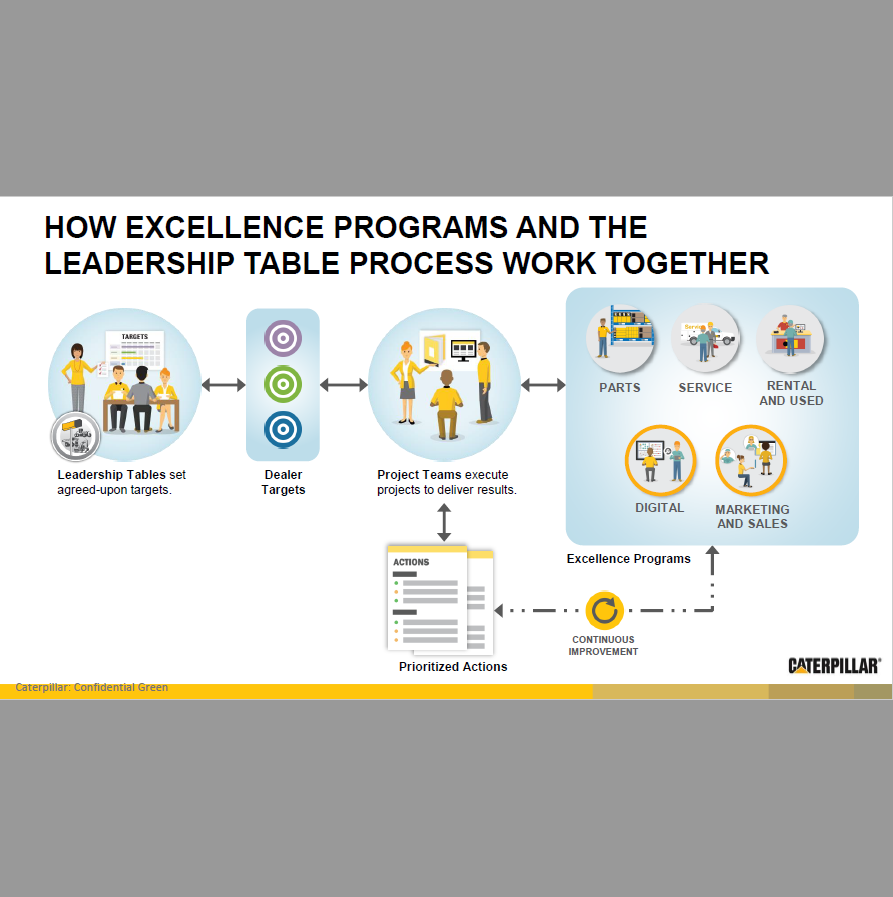 HOW EXCELLENCE PROGRAMS AND THE
LEADERSHIP TABLE PROCESS WORK TOGETHER
TARGETS
Leadership Tables set
agreed-upon targets.
Dealer
Targets
Project Teams execute
projects to deliver results.
PARTS
Service
SERVICE
RENTAL
AND USED
DIGITAL
MARKETING
AND SALES
Excellence Programs
ACTIONS
Prioritized Actions
CONTINUOUS
IMPROVEMENT
CATERPILLAR®
Caterpillar: Confidential Green